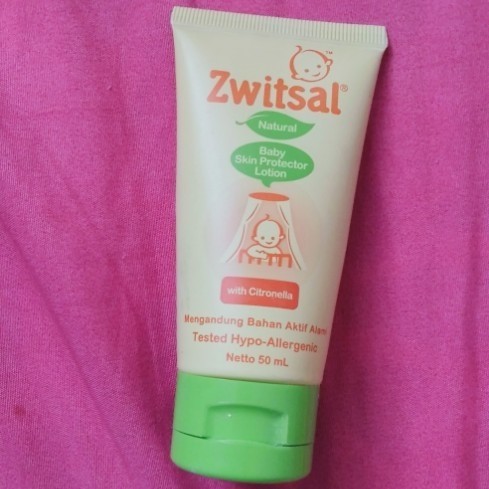 Zwitsal®
Natural
Baby
Skin Protector
Lotion
with Citronella
Mengandung Bahan Aktif Alami
Tested Hypo-Allergenic
Netto 50 mL